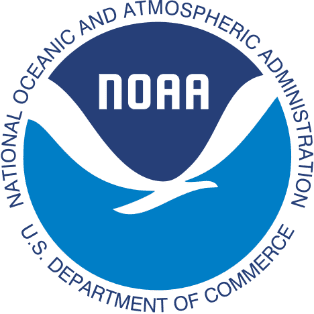 NATIONAL OCEANIC AND ATMOSPHERIC ADMINISTRATION
NOAA
U.S. DEPARTMENT OF COMMERCE